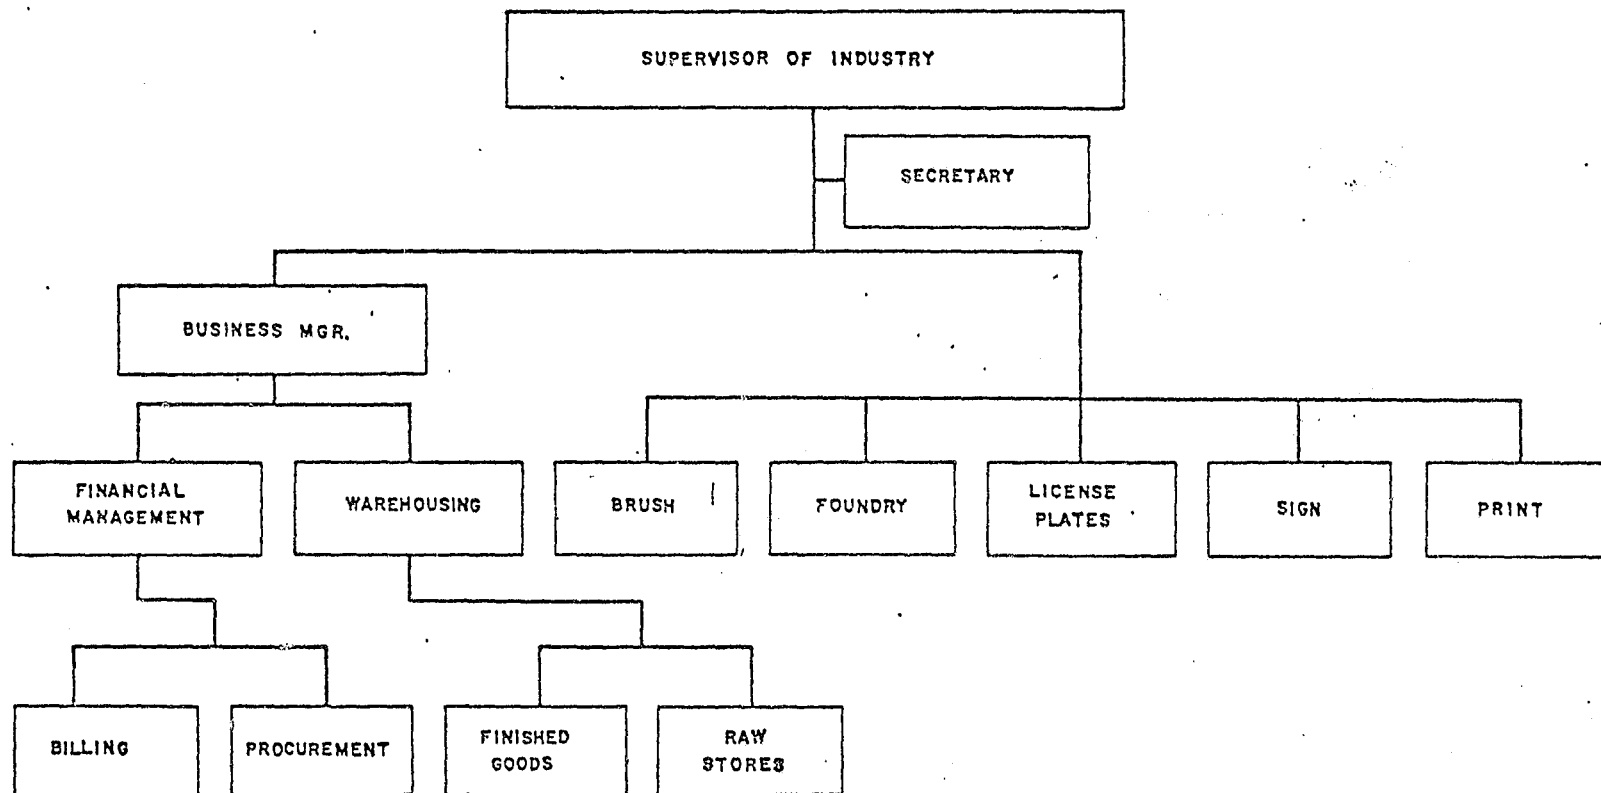 SUPERVISOR OF INDUSTRY
SECRETARY
BUSINESS MGR.
FINANCIAL
MANAGEMENT
WAREHOUSING
BRUSH
FOUNDRY
LICENSE
PLATES
SIGN
PRINT
BILLING
PROCUREMENT
FINISHED
GOODS
RAW
STORES